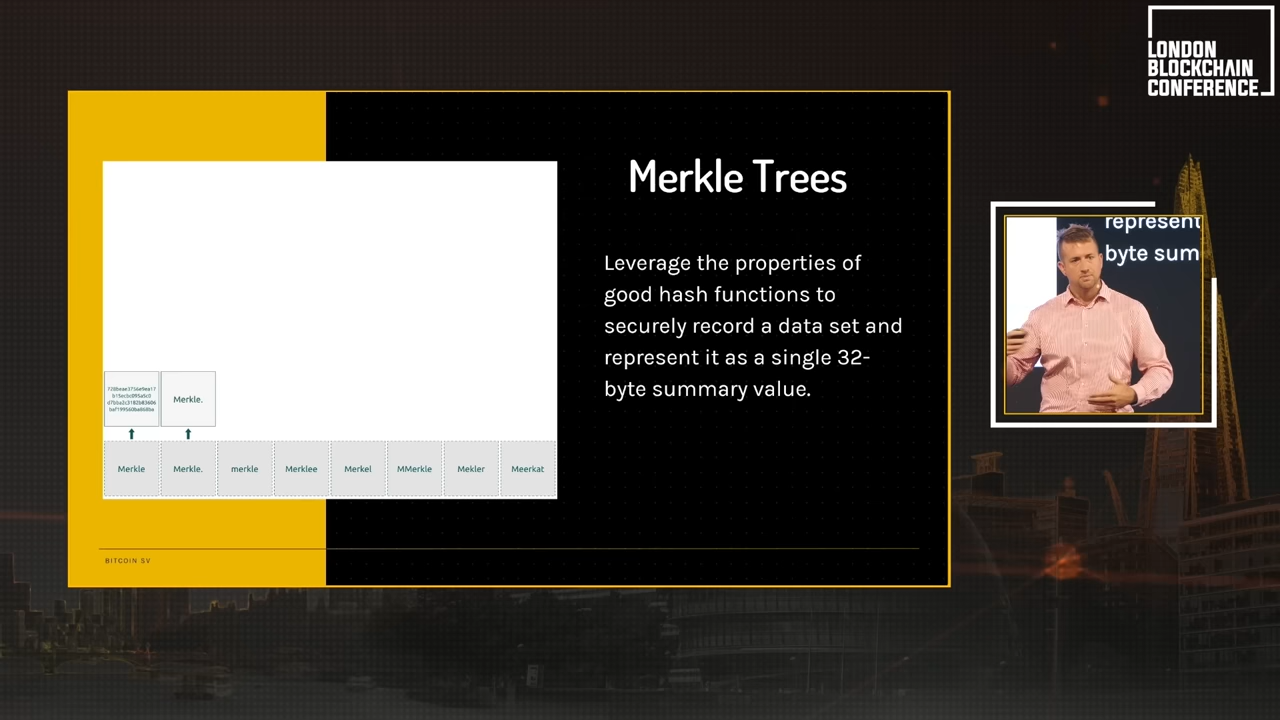 LONDON
BLOCKCHAIN
CONFERENCE
Merkle Trees
Leverage the properties of
good hash functions to
securely record a data set and
represent it as a single 32-
byte summary value.
Merkle.
Merkle
Merkle.
merkle
Merklee
Merkel
MMerkle
Mekler
Meerkat
BITCOIN SV
represent
byte sum